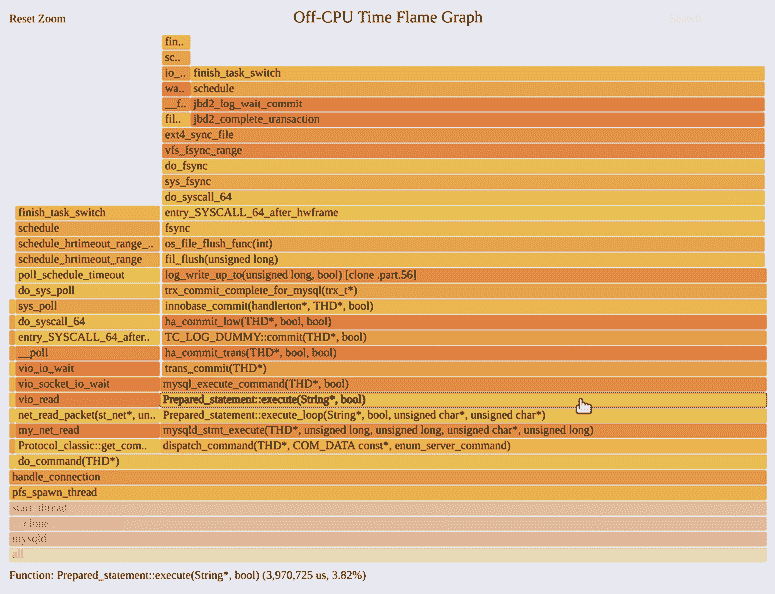 Reset Zoom Off-CPU Time Flame Graph Search
fin..
sc..
io_.. finish_task_switch
wa.. schedule
__f.. jbd2_log_wait_commit
fil.. jbd2_complete_transaction
ext4_sync_file
vfs_fsync_range
do_fsync
sys_fsync
do_syscall_64
finish_task_switch entry_SYSCALL_64_after_hwframe
schedule fsync
schedule_hrtimeout_range_.. os_file_flush_func(int)
schedule_hrtimeout_range fil_flush(unsigned long)
poll_schedule_timeout log_write_up_to(unsigned long, bool) [clone .part.56]
do_sys_poll trx_commit_complete_for_mysql(trx_t*)
sys_poll innobase_commit(handlerton*, THD*, bool)
do_syscall_64 ha_commit_low(THD*, bool, bool)
entry_SYSCALL_64_after.. TC_LOG_DUMMY::commit(THD*, bool)
__poll ha_commit_trans(THD*, bool, bool)
vio_io_wait trans_commit(THD*)
vio_socket_io_wait mysql_execute_command(THD*, bool)
vio_read Prepared_statement::execute(String*, bool)
net_read_packet(st_net*, un.. Prepared_statement::execute_loop(String*, bool, unsigned char*, unsigned char*)
my_net_read mysqld_stmt_execute(THD*, unsigned long, unsigned long, unsigned char*, unsigned long)
Protocol_classic::get_com.. dispatch_command(THD*, COM_DATA const*, enum_server_command)
do_command(THD*)
handle_connection
pfs_spawn_thread
start_thread
__clone
mysqld
all
Function: Prepared_statement::execute(String*, bool) (3,970,725 us, 3.82%)